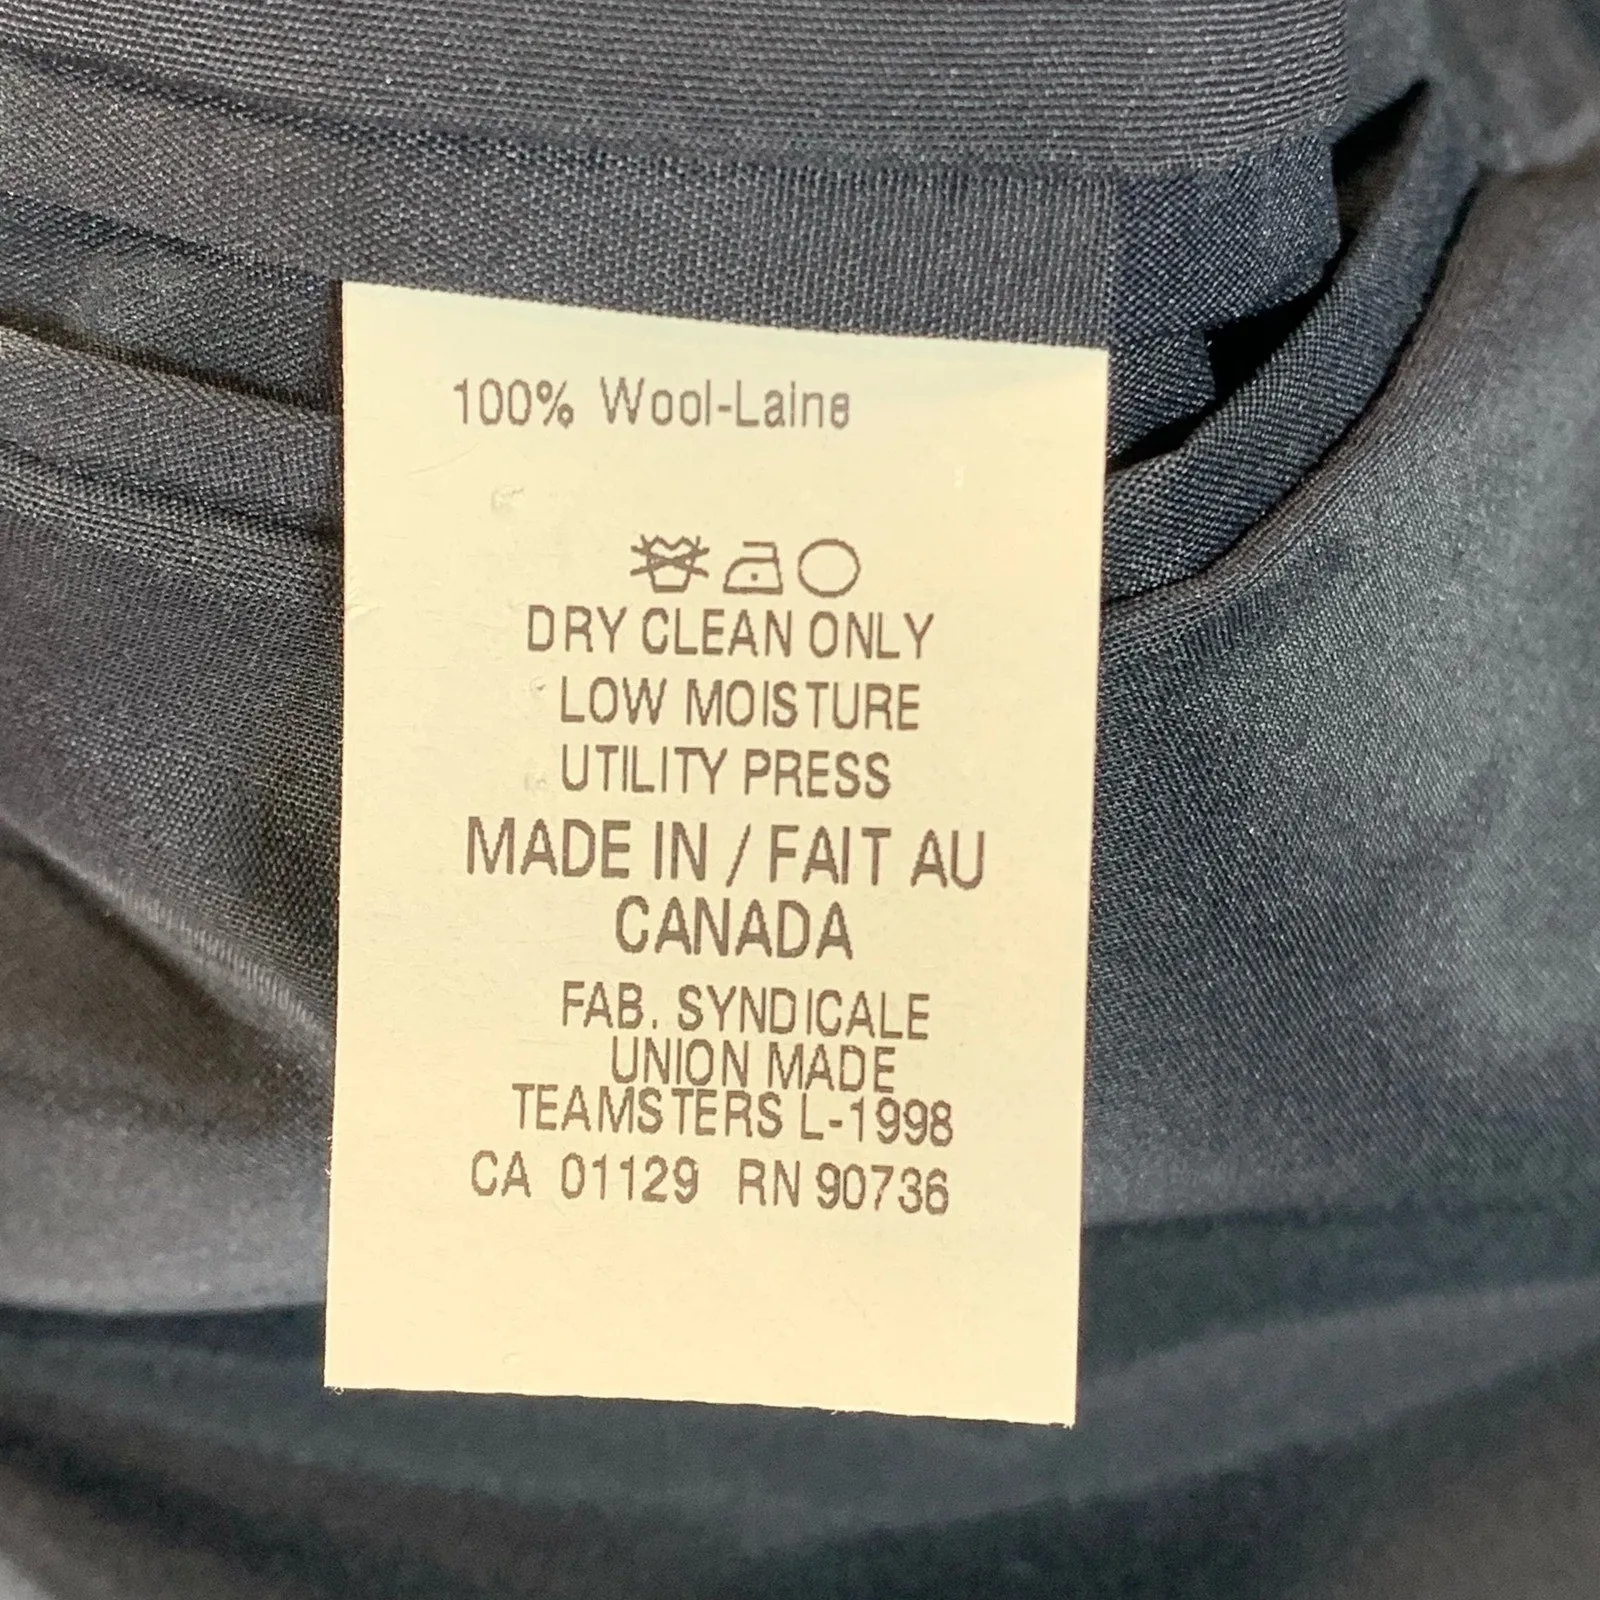 100% Wool-Laine
DRY CLEAN ONLY
LOW MOISTURE
UTILITY PRESS
MADE IN / FAIT AU
CANADA
FAB. SYNDICALE
UNION MADE
TEAMSTERS L-1998
CA 01129 RN 90736